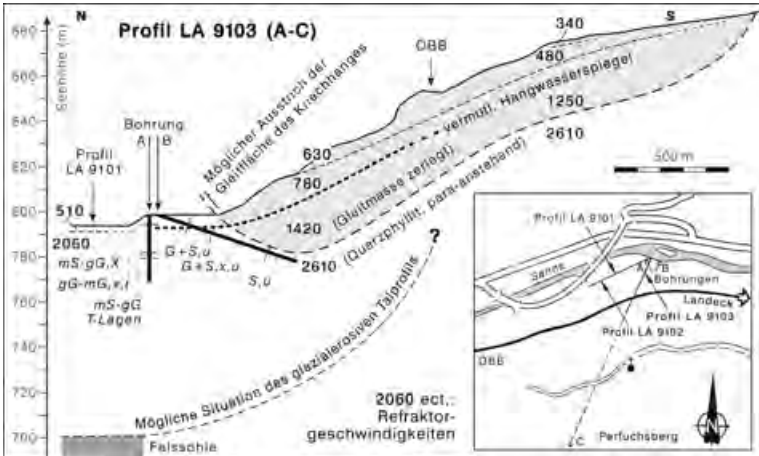 N
Profil LA 9103 (A-C)
S
ÖBB
340
480
Seehöhe (m)
680
660
640
620
800
780
760
740
720
700
Möglicher Ausstrich der
Gleitfläche des Kriechhanges
vermutl. Hangwasserspiegel
1250
2610
Bohrung
A
B
Profil
LA 9101
630
780
(Gleitmasse zerlegt)
(Quarzphyllit, para-anstehend)
500 m
510
2060
1420
2610
?
mS-gG,X
gG-mG,x,t
mS-gG
T-Lagen
G+S,u
G+S,x,u
S,u
Mögliche Situation des glazialerosiven Talprofils
2060 ect.:
Refraktor-
geschwindigkeiten
Felssohle
Profil LA 9101
Sanna
A
B
Bohrungen
Landeck
Profil LA 9103
Profil LA 9102
ÖBB
N
C
Perfuchsberg